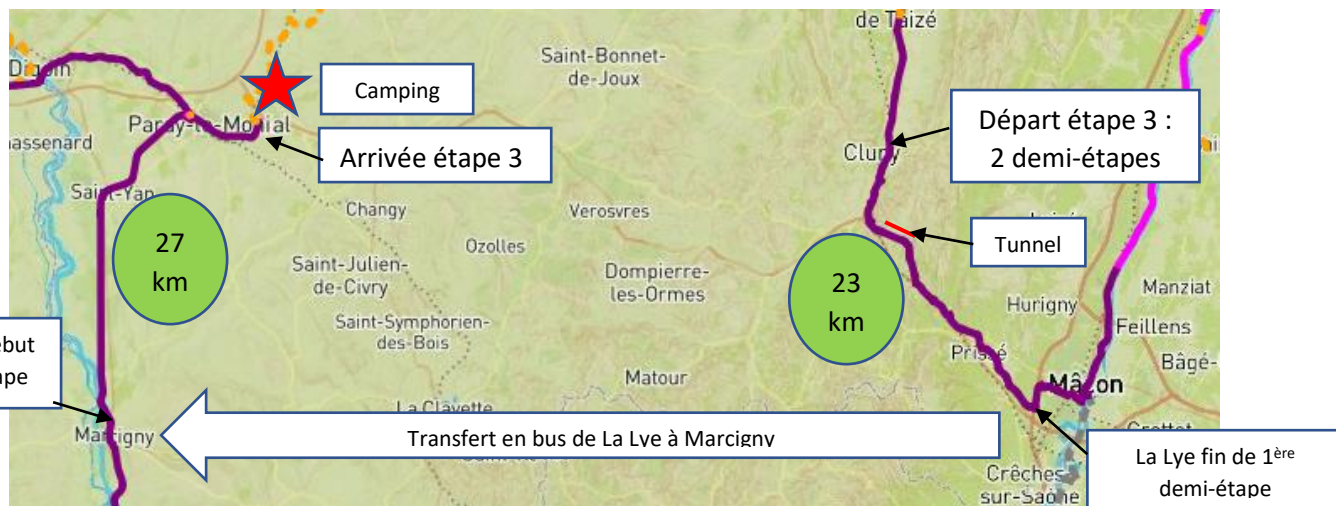 de Taizé
Saint-Bonnet-
de-Joux
Digoin
Camping
Départ étape 3 :
2 demi-étapes
Paray-le-Monial
assenard
Arrivée étape 3
Cluny
Saint-Yan
Changy
Verosvres
Tunnel
27
km
Ozolles
Saint-Julien-
de-Civry
Dompierre-
les-Ormes
23
km
Manziat
Hurigny
Feillens
Saint-Symphorien-
des-Bois
but
ape
Prissé
Bâgé-
Matour
Mâcon
La Clayette
Marcigny
Transfert en bus de La Lye à Marcigny
Crottet
La Lye fin de 1ère
demi-étape
Crêches-
sur-Saône